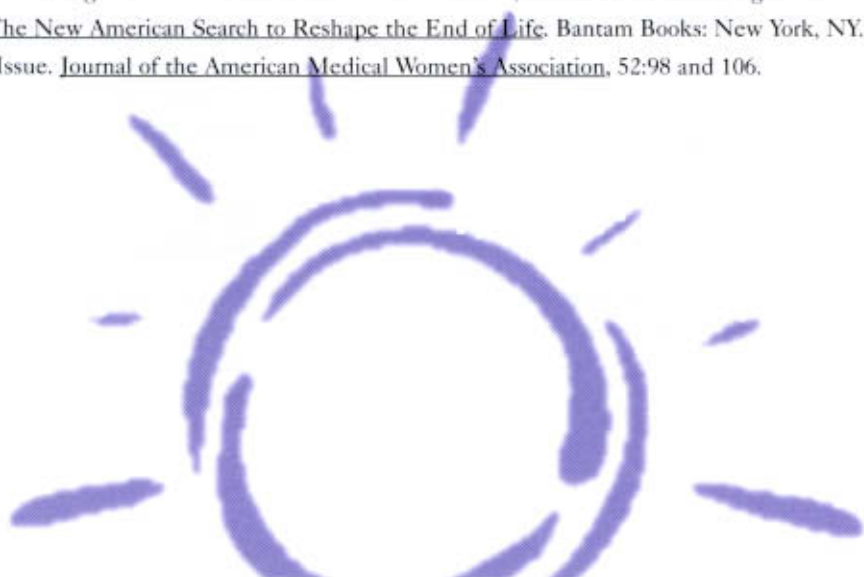 The New American Search to Reshape the End of Life. Bantam Books: New York, NY.
Issue. Journal of the American Medical Women's Association, 52:98 and 106.